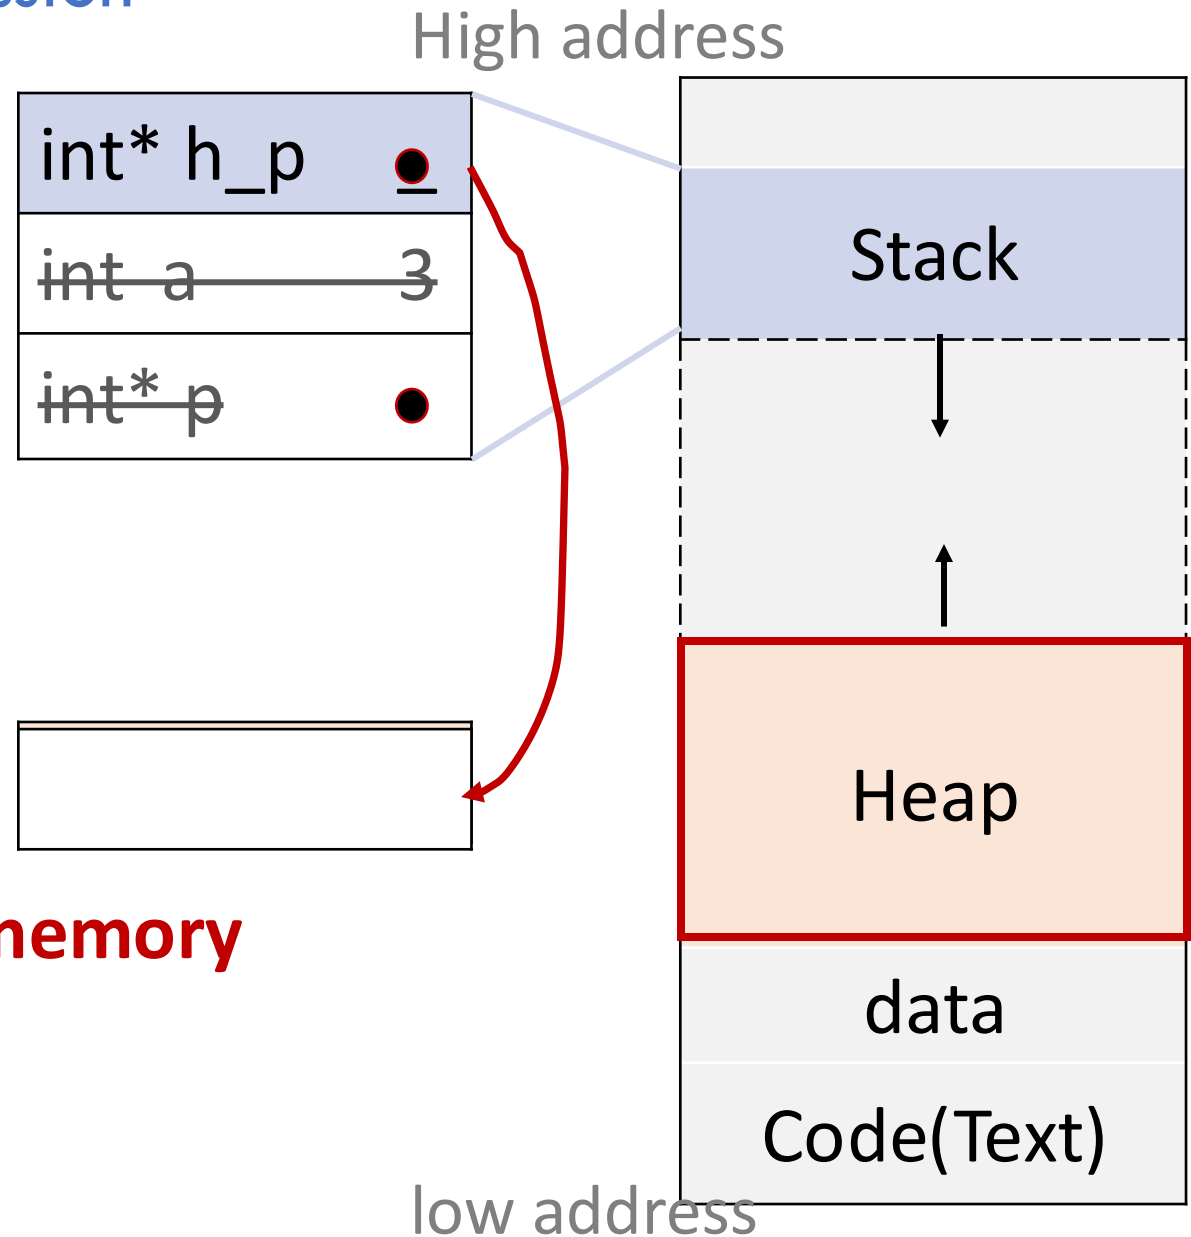 High address
int* h_p
int a 3
int* p
Stack
Heap
memory
data
Code(Text)
low address